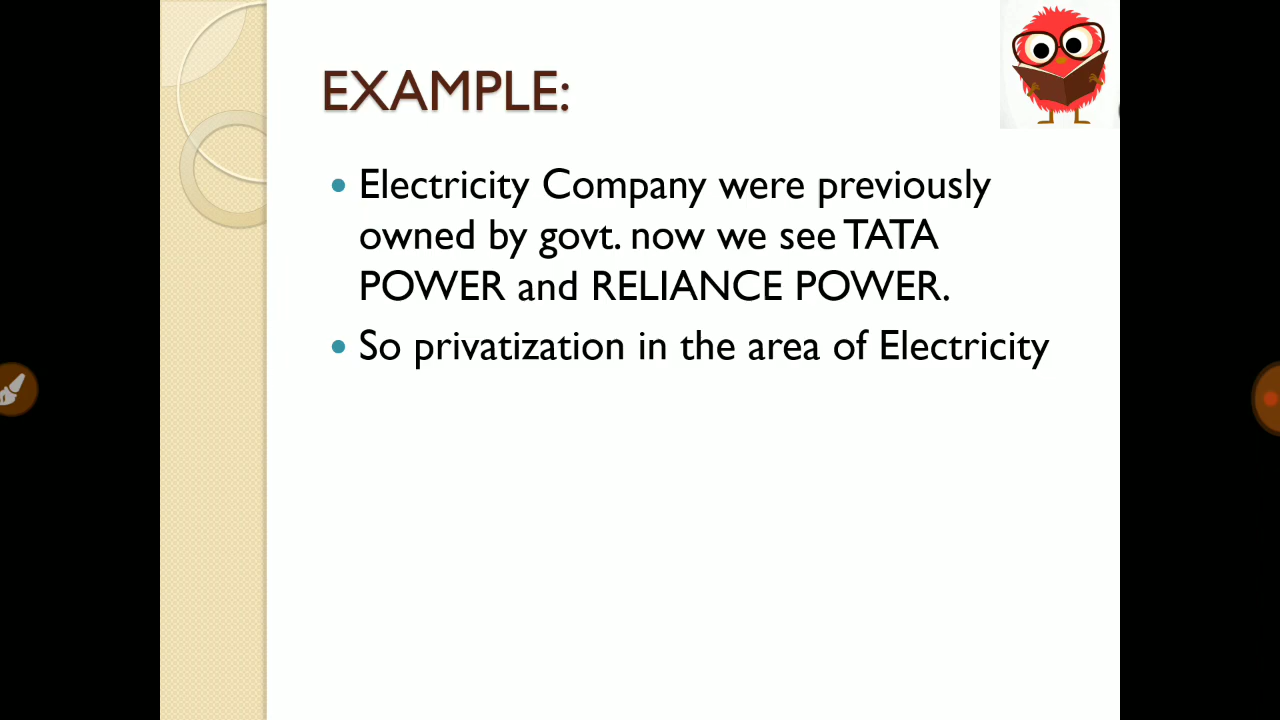 EXAMPLE:
Electricity Company were previously
owned by govt. now we see TATA
POWER and RELIANCE POWER.
So privatization in the area of Electricity